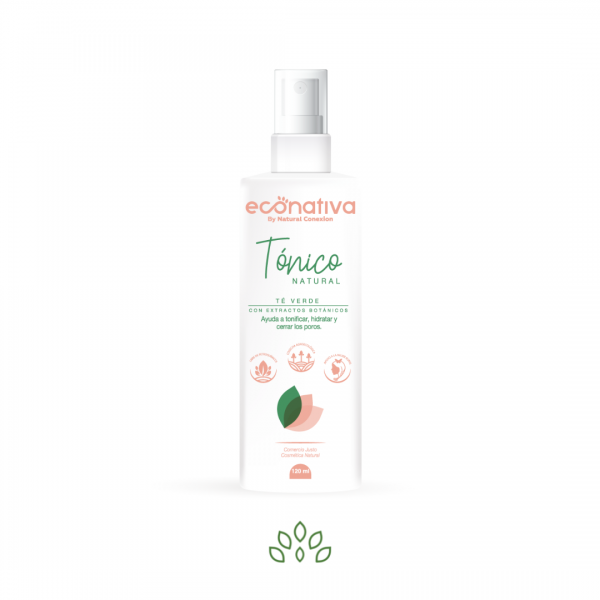 econativa
By Natural Conexion
Tónico
NATURAL
TÉ VERDE
CON EXTRACTOS BOTÁNICOS
Ayuda a tonificar, hidratar y
cerrar los poros.
Comercio Justo
Cosmética Natural
120 ml